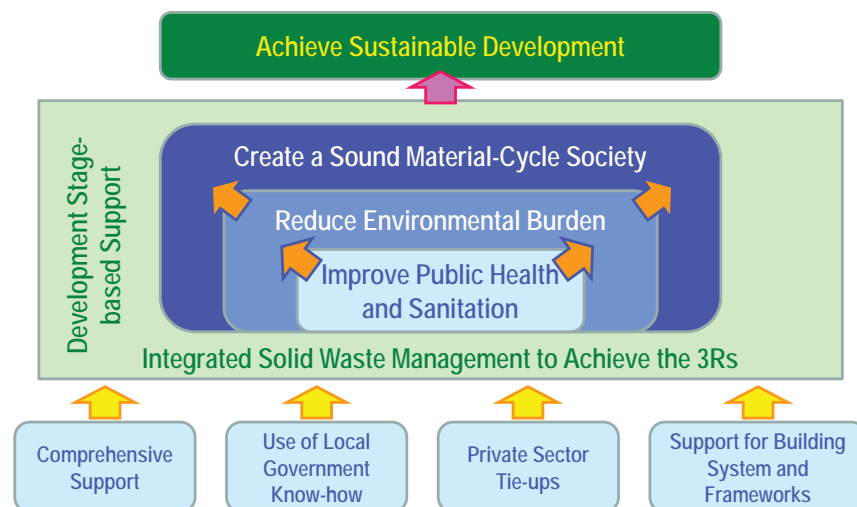 Achieve Sustainable Development
Development Stage-
based Support
Create a Sound Material-Cycle Society
Reduce Environmental Burden
Improve Public Health
and Sanitation
Integrated Solid Waste Management to Achieve the 3Rs
Comprehensive
Support
Use of Local
Government
Know-how
Private Sector
Tie-ups
Support for Building
System and
Frameworks